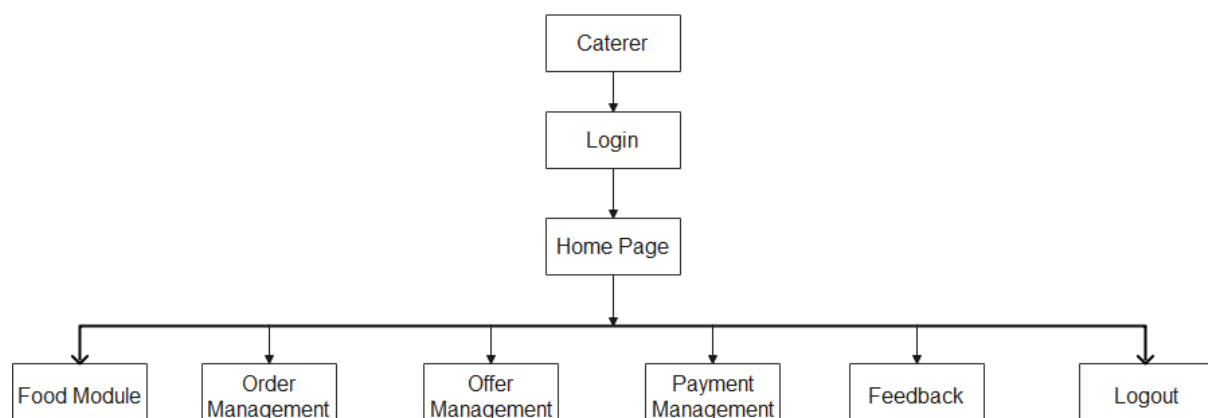 Caterer
Login
Home Page
Food Module
Order
Management
Offer
Management
Payment
Management
Feedback
Logout